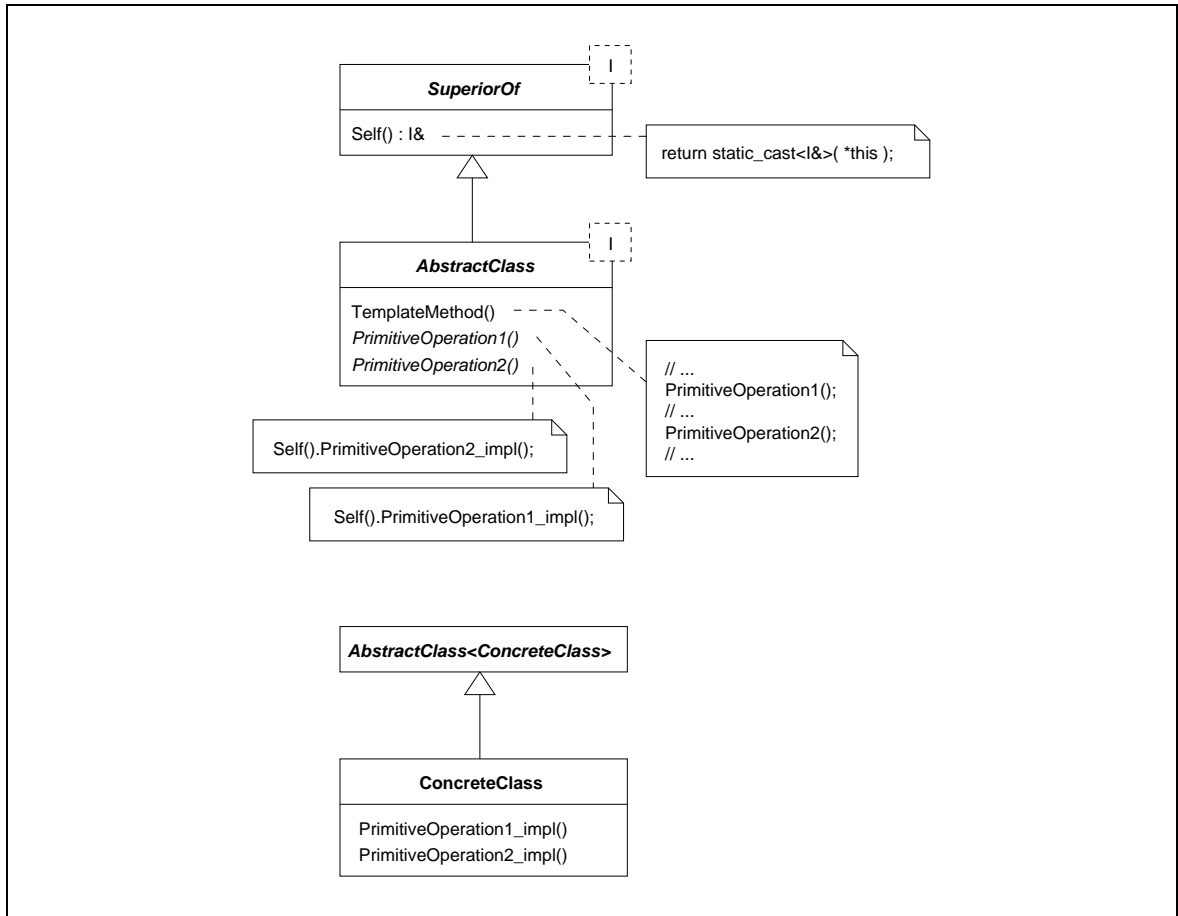 I
SuperiorOf
Self() : I&
return static_cast<I&>( *this );
I
AbstractClass
TemplateMethod()
PrimitiveOperation1()
PrimitiveOperation2()
// ...
PrimitiveOperation1();
// ...
PrimitiveOperation2();
// ...
Self().PrimitiveOperation2_impl();
Self().PrimitiveOperation1_impl();
AbstractClass<ConcreteClass>
ConcreteClass
PrimitiveOperation1_impl()
PrimitiveOperation2_impl()